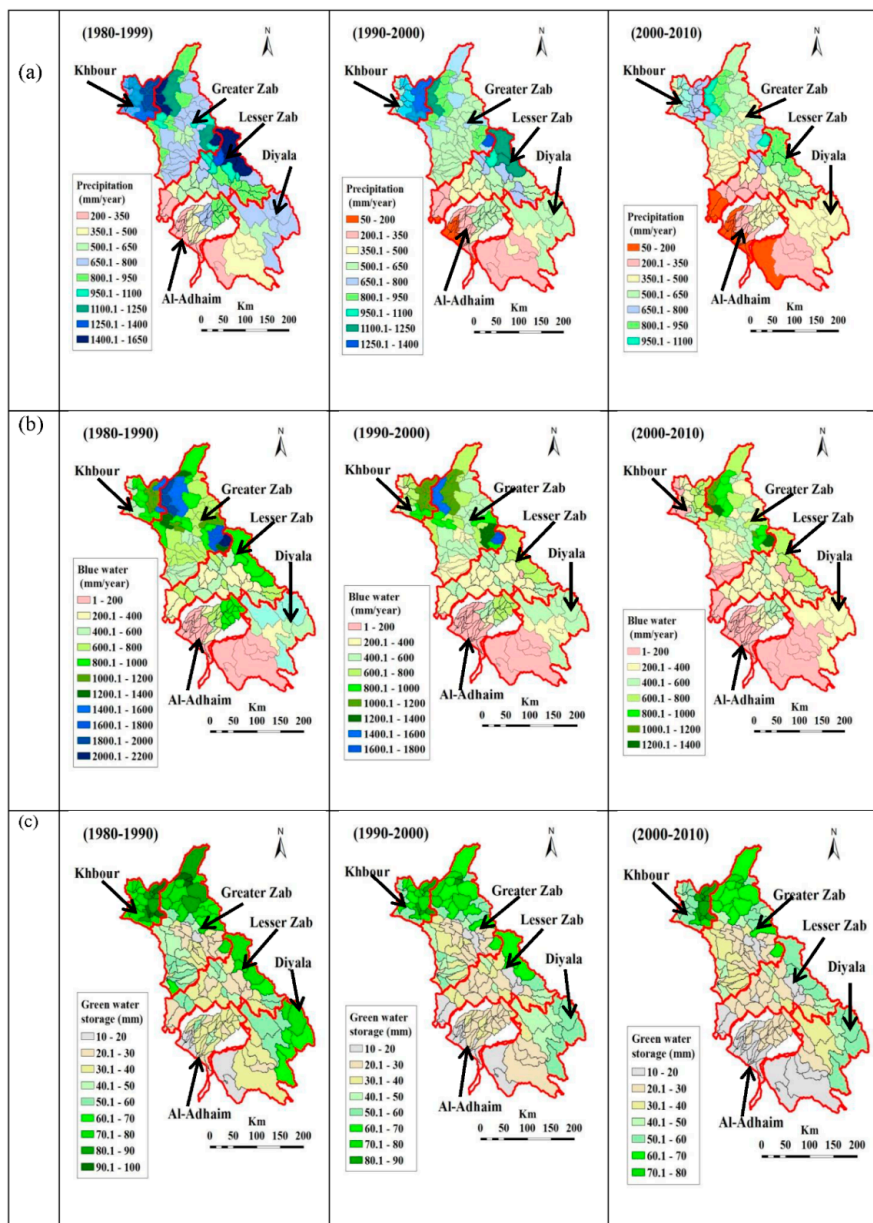 (a)
(1980-1999)
N
Khbour
Greater Zab
Lesser Zab
Diyala
Precipitation
(mm/year)
200 - 350
350.1 - 500
500.1 - 650
650.1 - 800
800.1 - 950
950.1 - 1100
1100.1 - 1250
1250.1 - 1400
1400.1 - 1650
Al-Adhaim
Km
0 50 100 150 200
(1990-2000)
N
Khbour
Greater Zab
Lesser Zab
Diyala
Precipitation
(mm/year)
50 - 200
200.1 - 350
350.1 - 500
500.1 - 650
650.1 - 800
800.1 - 950
950.1 - 1100
1100.1 - 1250
1250.1 - 1400
Al-Adhaim
Km
0 50 100 150 200
(2000-2010)
N
Khbour
Greater Zab
Lesser Zab
Diyala
Precipitation
(mm/year)
50 - 200
200.1 - 350
350.1 - 500
500.1 - 650
650.1 - 800
800.1 - 950
950.1 - 1100
Al-Adhaim
Km
0 50 100 150 200
(b)
(1980-1990)
N
Khbour
Greater Zab
Lesser Zab
Diyala
Blue water
(mm/year)
1 - 200
200.1 - 400
400.1 - 600
600.1 - 800
800.1 - 1000
1000.1 - 1200
1200.1 - 1400
1400.1 - 1600
1600.1 - 1800
1800.1 - 2000
2000.1 - 2200
Al-Adhaim
Km
0 50 100 150 200
(1990-2000)
N
Khbour
Greater Zab
Lesser Zab
Diyala
Blue water
(mm/year)
1 - 200
200.1 - 400
400.1 - 600
600.1 - 800
800.1 - 1000
1000.1 - 1200
1200.1 - 1400
1400.1 - 1600
1600.1 - 1800
Al-Adhaim
Km
0 50 100 150 200
(2000-2010)
N
Khbour
Greater Zab
Lesser Zab
Diyala
Blue water
(mm/year)
1 - 200
200.1 - 400
400.1 - 600
600.1 - 800
800.1 - 1000
1000.1 - 1200
1200.1 - 1400
Al-Adhaim
Km
0 50 100 150 200
(c)
(1980-1990)
N
Khbour
Greater Zab
Lesser Zab
Diyala
Green water
storage (mm)
10 - 20
20.1 - 30
30.1 - 40
40.1 - 50
50.1 - 60
60.1 - 70
70.1 - 80
80.1 - 90
90.1 - 100
Al-Adhaim
Km
0 50 100 150 200
(1990-2000)
N
Khbour
Greater Zab
Lesser Zab
Diyala
Green water
storage (mm)
10 - 20
20.1 - 30
30.1 - 40
40.1 - 50
50.1 - 60
60.1 - 70
70.1 - 80
80.1 - 90
Al-Adhaim
Km
0 50 100 150 200
(2000-2010)
N
Khbour
Greater Zab
Lesser Zab
Diyala
Green water
storage (mm)
10 - 20
20.1 - 30
30.1 - 40
40.1 - 50
50.1 - 60
60.1 - 70
70.1 - 80
Al-Adhaim
Km
0 50 100 150 200